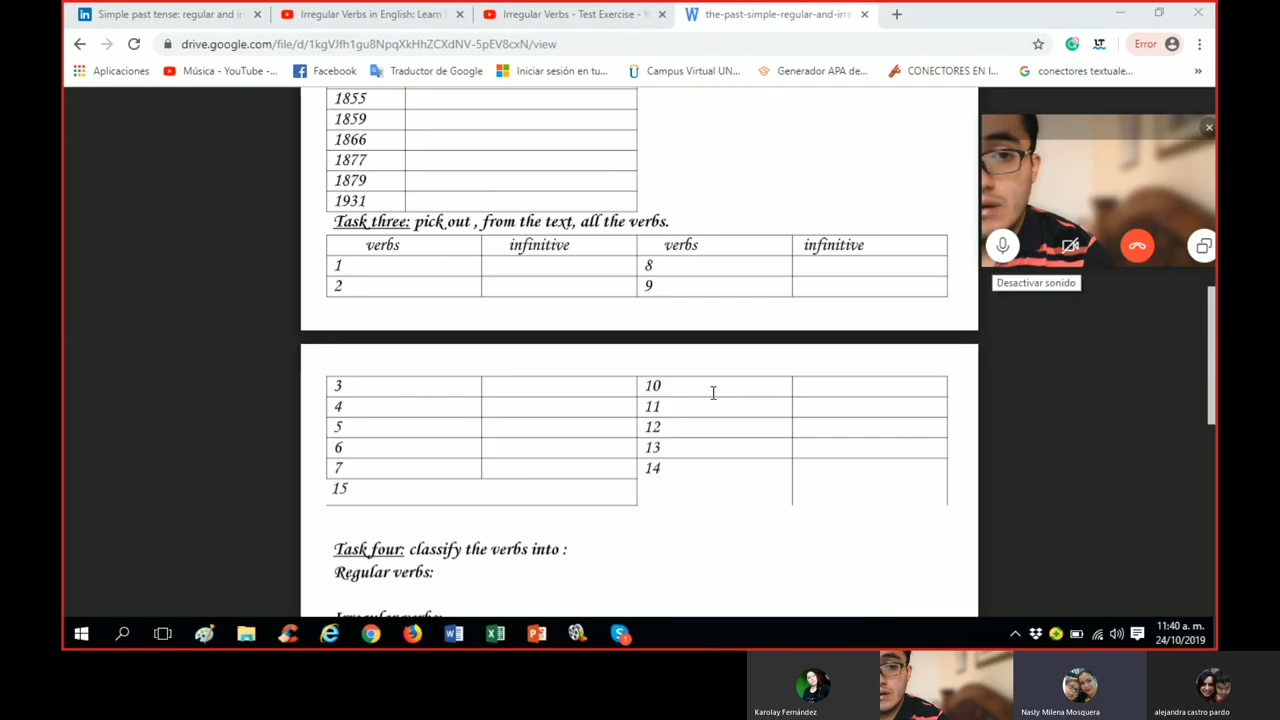 Simple past tense: regular and ir
Irregular Verbs in English: Learn I
Irregular Verbs - Test Exercise - Y
the-past-simple-regular-and-irre
drive.google.com/file/d/1kgVJfh1gu8NpqXkHhZCXdNV-5pEV8cxN/view
Error
Aplicaciones
Música - YouTube -...
Facebook
Traductor de Google
Iniciar sesión en tu...
Campus Virtual UN...
Generador APA de...
CONECTORES EN I...
conectores textuale...
1855
1859
1866
1877
1879
1931
Task three: pick out , from the text, all the verbs.
verbs infinitive verbs infinitive
1 8
2 9
Desactivar sonido
3 10
4 11
5 12
6 13
7 14
15
Task four: classify the verbs into :
Regular verbs:
Irregular verbs:
11:40 a. m.
24/10/2019
Karolay Fernández
Nasly Milena Mosquera
alejandra castro pardo